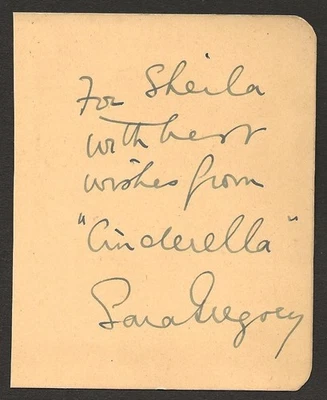 For Sheila
with best
wishes from
"Cinderella"
Sara Gregory